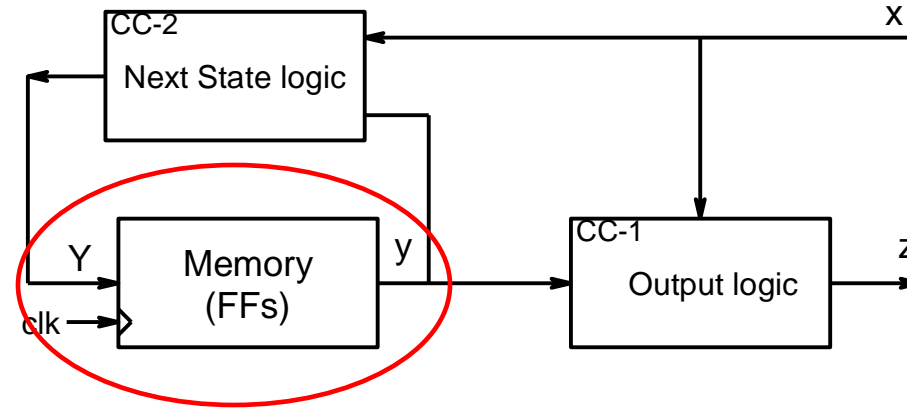 CC-2
x
Next State logic
Y
Memory
(FFs)
y
clk
CC-1
Output logic
z